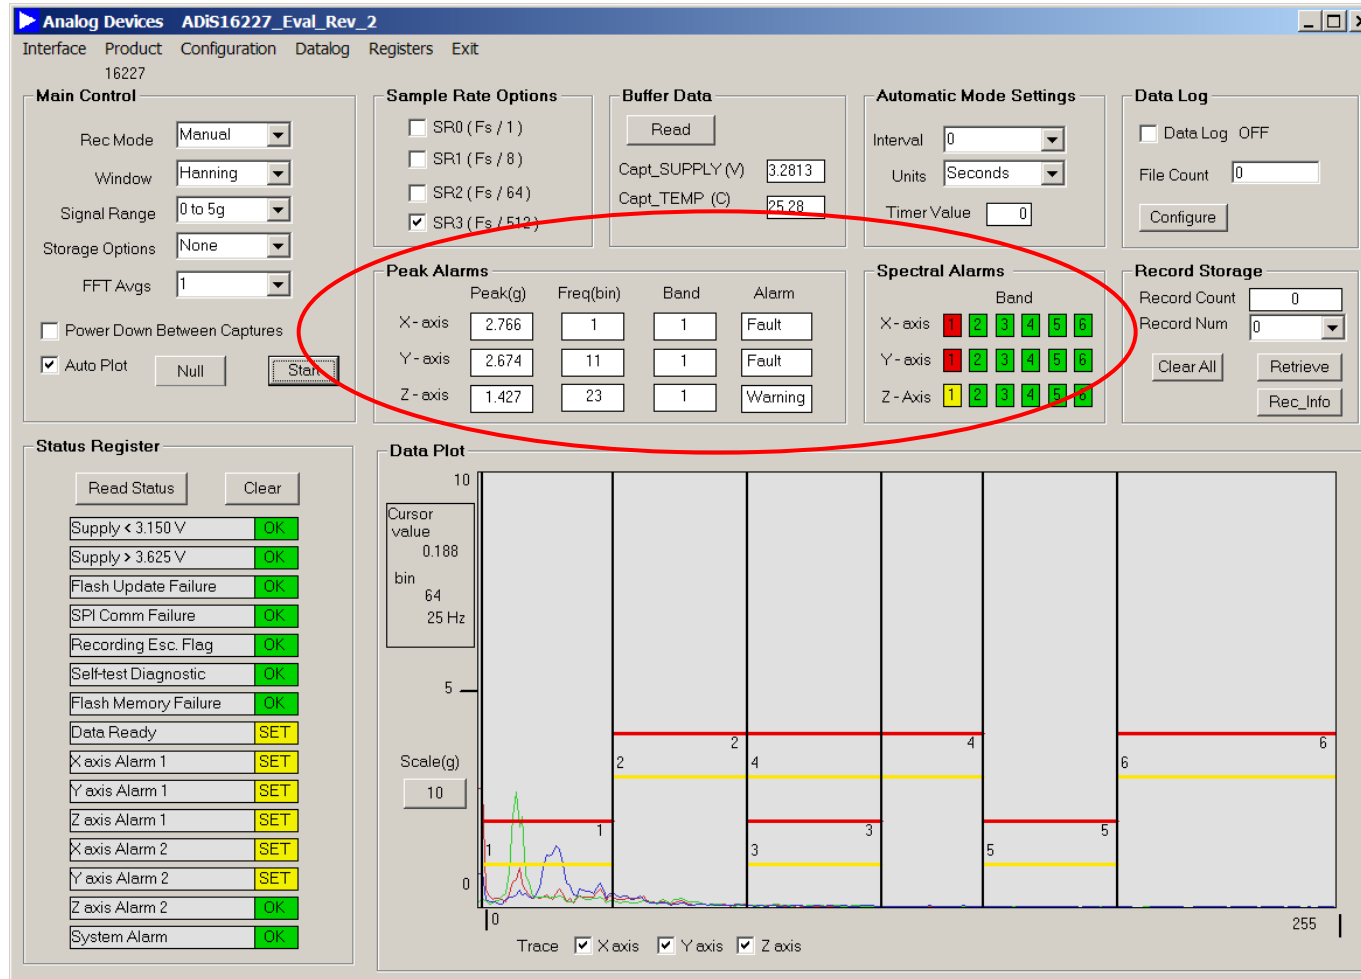 Analog Devices ADiS16227_Eval_Rev_2
Interface Product Configuration Datalog Registers Exit
16227
Main Control
Rec Mode Manual
Window Hanning
Signal Range 0 to 5g
Storage Options None
FFT Avgs 1
Power Down Between Captures
Auto Plot Null Start
Sample Rate Options
SR0 ( Fs / 1 )
SR1 ( Fs / 8 )
SR2 ( Fs / 64 )
SR3 ( Fs / 512 )
Buffer Data
Read
Capt_SUPPLY (V) 3.2813
Capt_TEMP (C) 25.28
Automatic Mode Settings
Interval 0
Units Seconds
Timer Value 0
Data Log
Data Log OFF
File Count 0
Configure
Peak Alarms
Peak(g) Freq(bin) Band Alarm
X - axis 2.766 1 1 Fault
Y - axis 2.674 11 1 Fault
Z - axis 1.427 23 1 Warning
Spectral Alarms
Band
X - axis 1 2 3 4 5 6
Y - axis 1 2 3 4 5 6
Z - Axis 1 2 3 4 5 6
Record Storage
Record Count 0
Record Num 0
Clear All Retrieve
Rec_Info
Status Register
Read Status Clear
Supply < 3.150 V OK
Supply > 3.625 V OK
Flash Update Failure OK
SPI Comm Failure OK
Recording Esc. Flag OK
Self-test Diagnostic OK
Flash Memory Failure OK
Data Ready SET
X axis Alarm 1 SET
Y axis Alarm 1 SET
Z axis Alarm 1 SET
X axis Alarm 2 SET
Y axis Alarm 2 SET
Z axis Alarm 2 OK
System Alarm OK
Data Plot
10
Cursor
value
0.188
bin
64
25 Hz
5
2 4 6
Scale(g) 2 4 6
10
1 3 5
1 3 5
0
0 255
Trace X axis Y axis Z axis